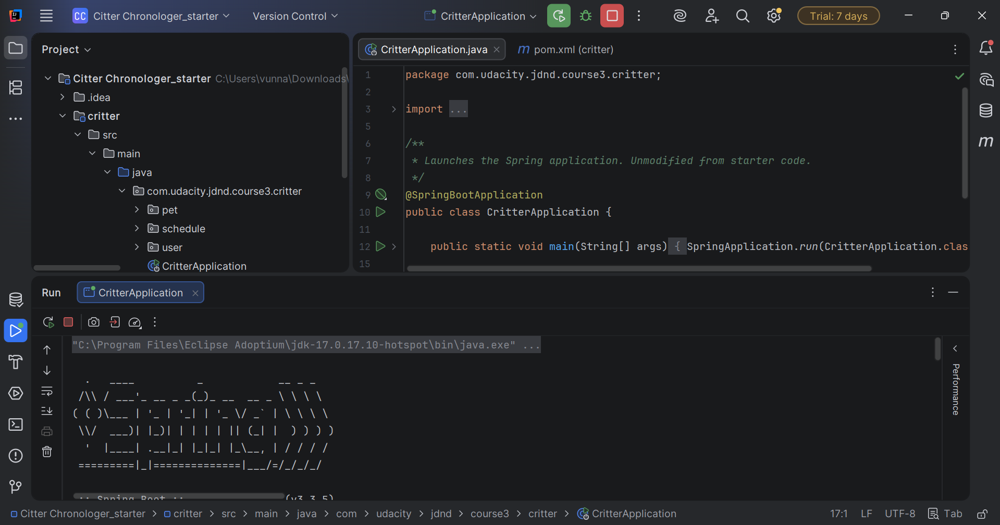 CC Citter Chronologer_starter Version Control CritterApplication Trial: 7 days
Project
Citter Chronologer_starter C:\Users\vunna\Downloads\
.idea
critter
src
main
java
com.udacity.jdnd.course3.critter
pet
schedule
user
CritterApplication
CritterApplication.java m pom.xml (critter)
1 package com.udacity.jdnd.course3.critter;
2
3 import ...
5
6 /**
7 * Launches the Spring application. Unmodified from starter code.
8 */
9 @SpringBootApplication
10 public class CritterApplication {
11
12 public static void main(String[] args) { SpringApplication.run(CritterApplication.clas
15
m
Run CritterApplication
"C:\Program Files\Eclipse Adoptium\jdk-17.0.17.10-hotspot\bin\java.exe" ...
  .   ____          _            __ _ _
 /\\ / ___'_ __ _ _(_)_ __  __ _ \ \ \ \
( ( )\___ | '_ | '_| | '_ \/ _` | \ \ \ \
 \\/  ___)| |_)| | | | | || (_| |  ) ) ) )
  '  |____| .__|_| |_|_| |_\__, | / / / /
 =========|_|==============|___/=/_/_/_/
:: Spring Boot :: (v3.3.5)
Performance
Citter Chronologer_starter > critter > src > main > java > com > udacity > jdnd > course3 > critter > CritterApplication 17:1 LF UTF-8 Tab